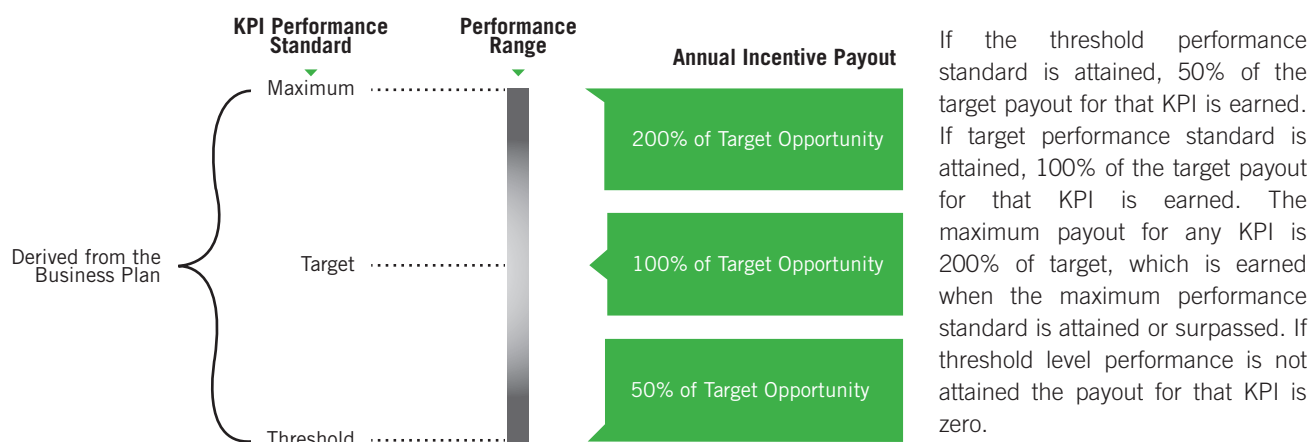 KPI Performance
Standard
Performance
Range
Annual Incentive Payout
Maximum
200% of Target Opportunity
Derived from the
Business Plan
Target
100% of Target Opportunity
50% of Target Opportunity
Threshold
If the threshold performance
standard is attained, 50% of the
target payout for that KPI is earned.
If target performance standard is
attained, 100% of the target payout
for that KPI is earned. The
maximum payout for any KPI is
200% of target, which is earned
when the maximum performance
standard is attained or surpassed. If
threshold level performance is not
attained the payout for that KPI is
zero.